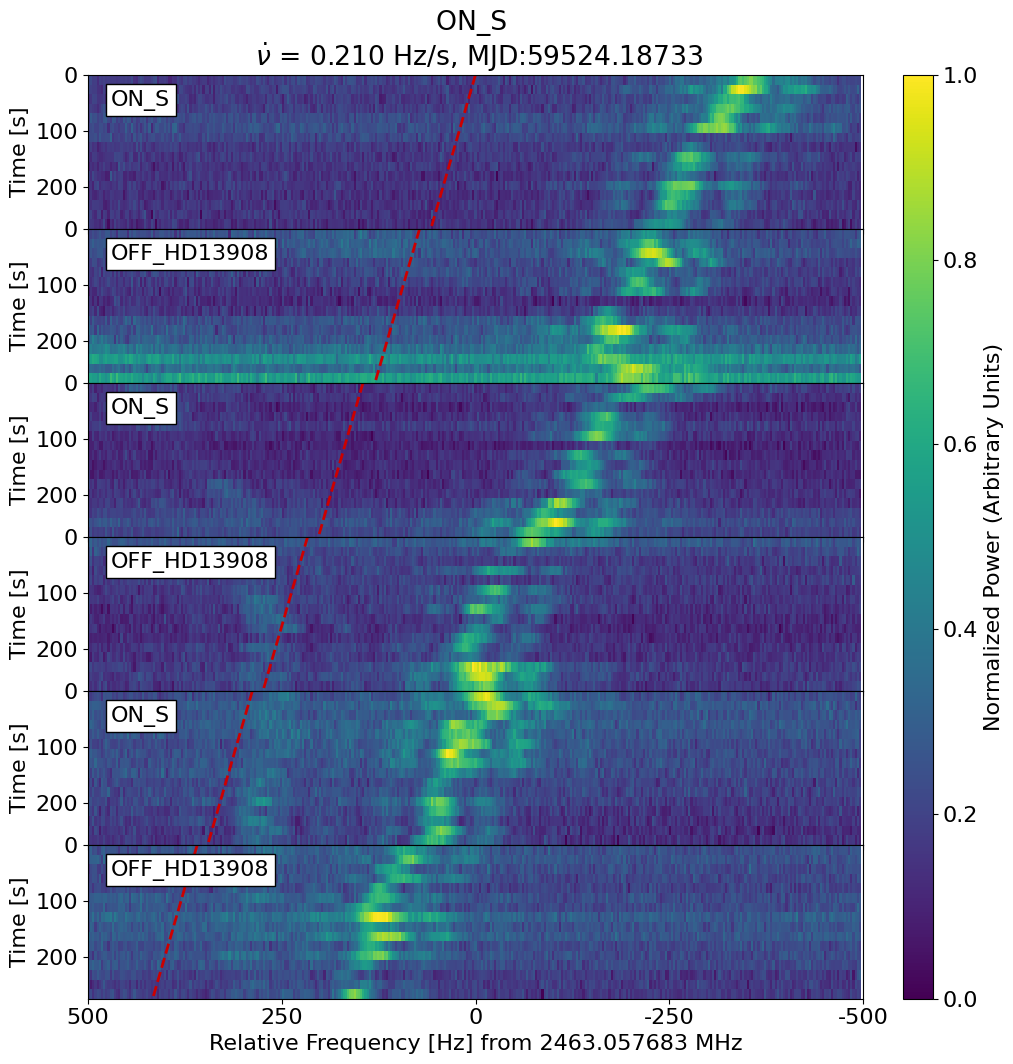 ON_S
ν̇ = 0.210 Hz/s, MJD:59524.18733
0
100
200
Time [s]
ON_S
0
100
200
Time [s]
OFF_HD13908
0
100
200
Time [s]
ON_S
0
100
200
Time [s]
OFF_HD13908
0
100
200
Time [s]
ON_S
0
100
200
Time [s]
OFF_HD13908
500 250 0 -250 -500
Relative Frequency [Hz] from 2463.057683 MHz
1.0
0.8
0.6
0.4
0.2
0.0
Normalized Power (Arbitrary Units)